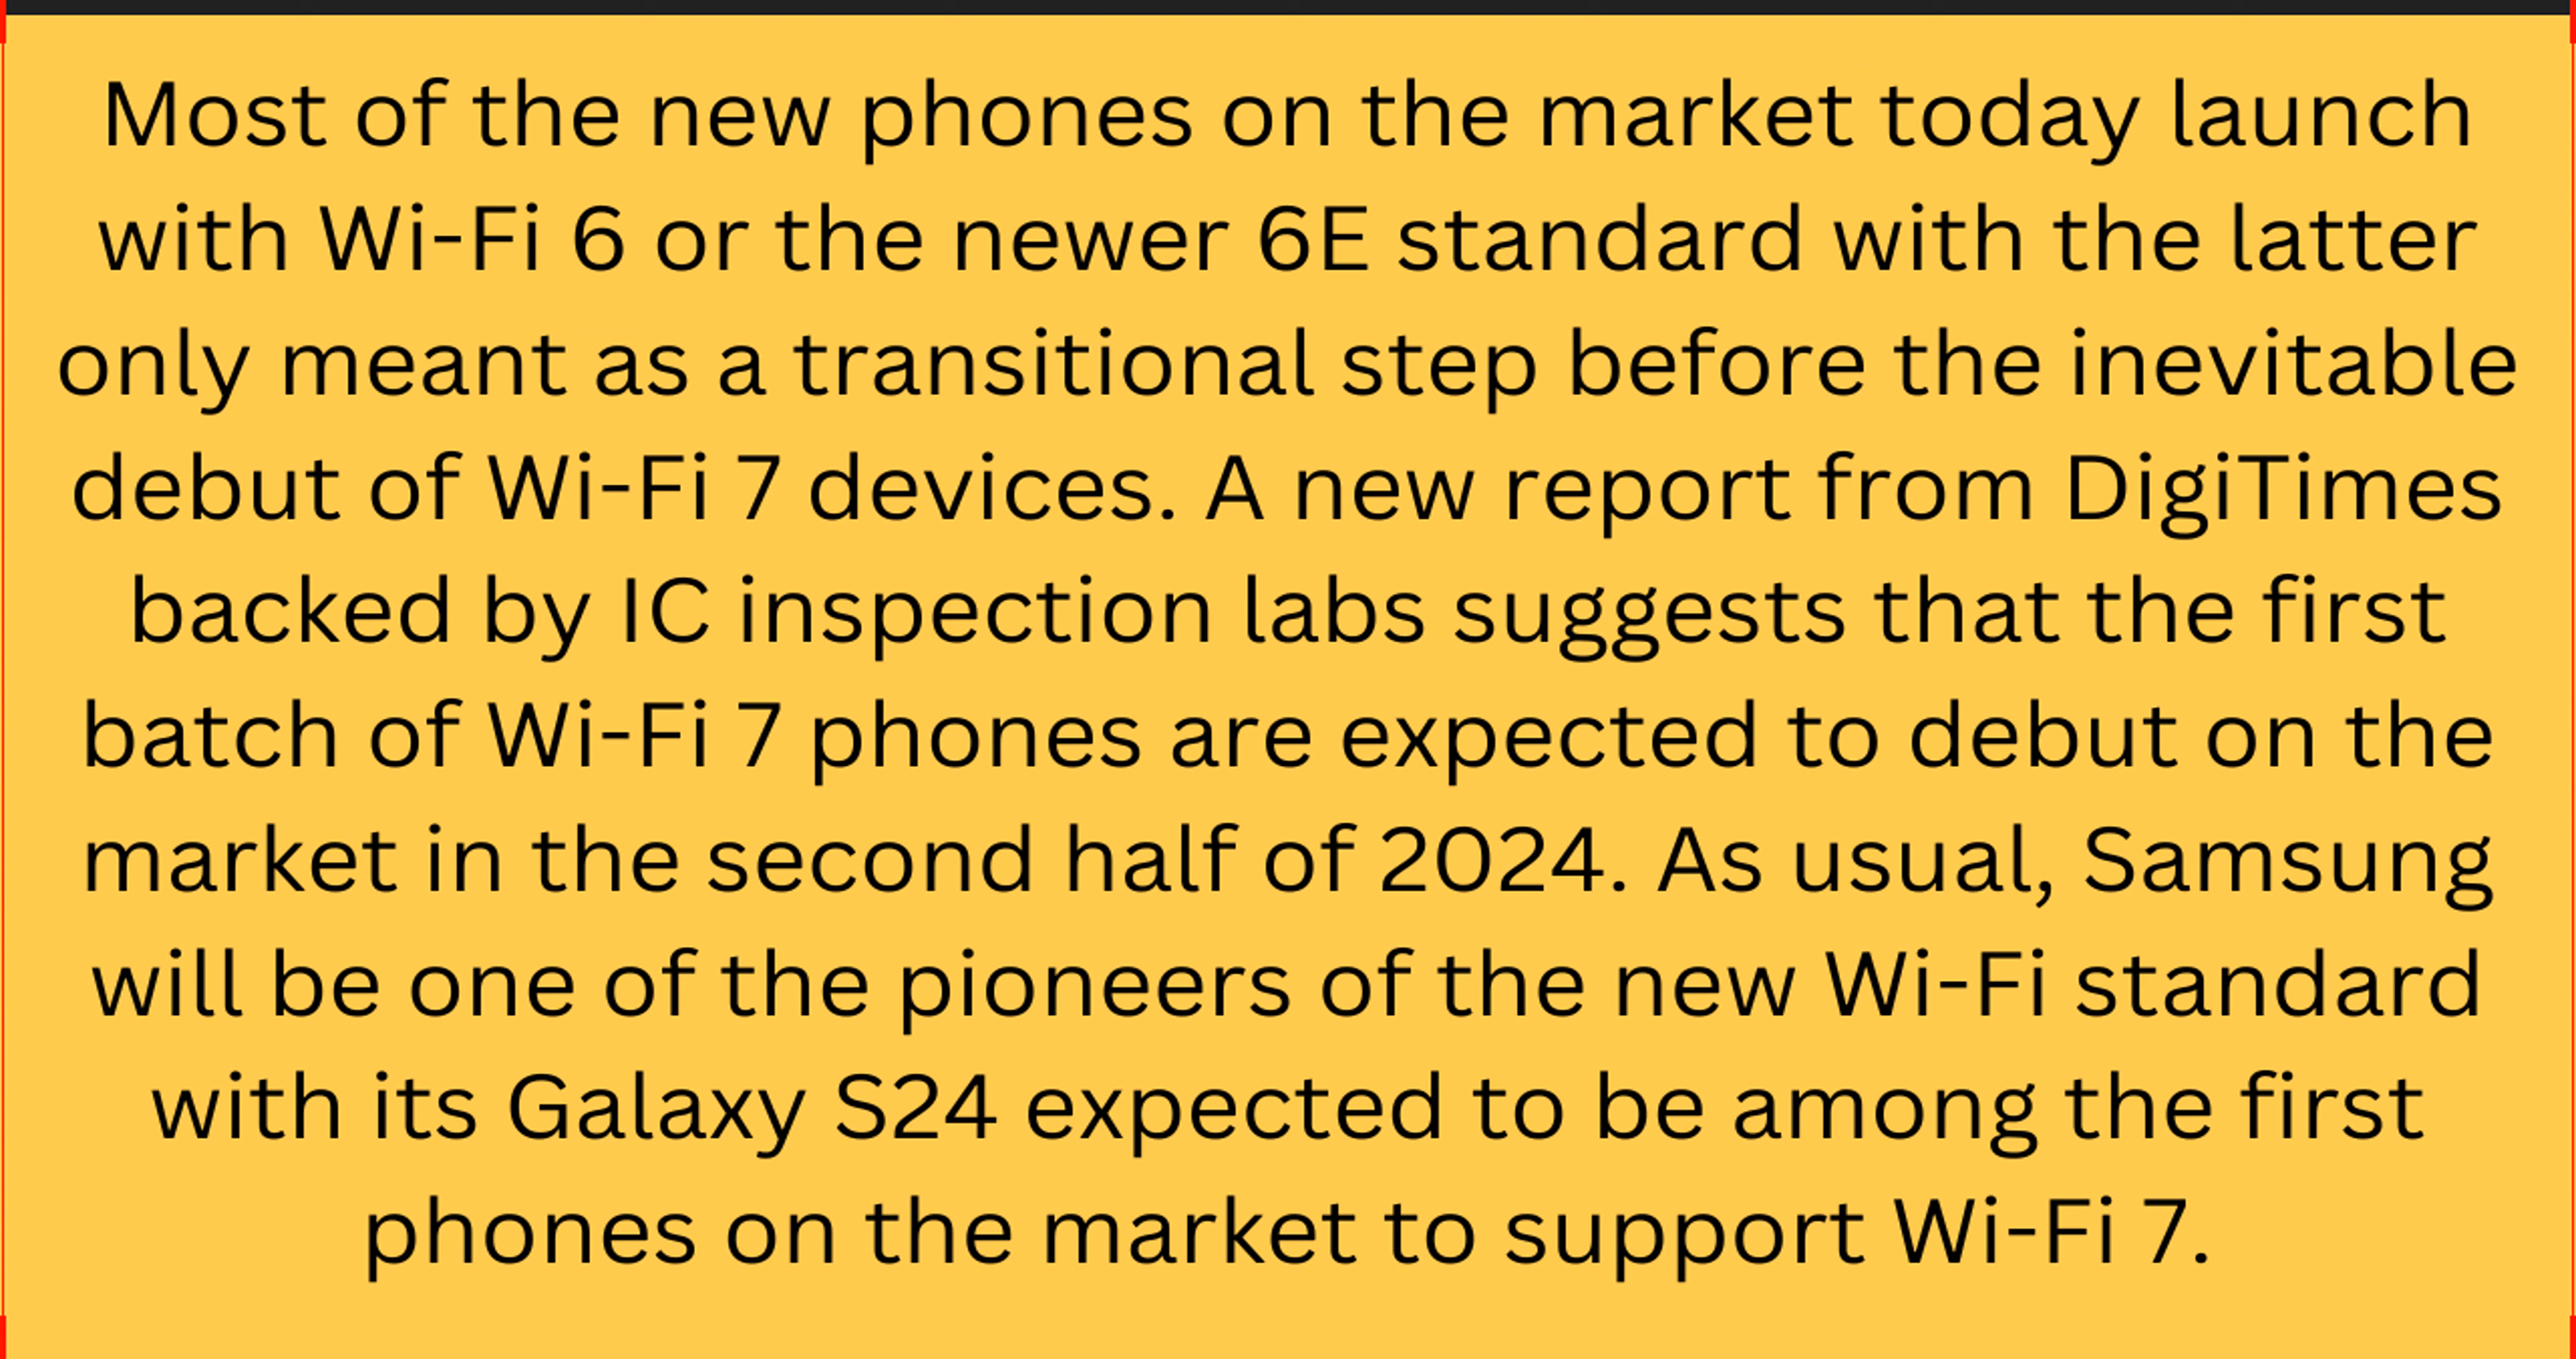 Most of the new phones on the market today launch
with Wi-Fi 6 or the newer 6E standard with the latter
only meant as a transitional step before the inevitable
debut of Wi-Fi 7 devices. A new report from DigiTimes
backed by IC inspection labs suggests that the first
batch of Wi-Fi 7 phones are expected to debut on the
market in the second half of 2024. As usual, Samsung
will be one of the pioneers of the new Wi-Fi standard
with its Galaxy S24 expected to be among the first
phones on the market to support Wi-Fi 7.